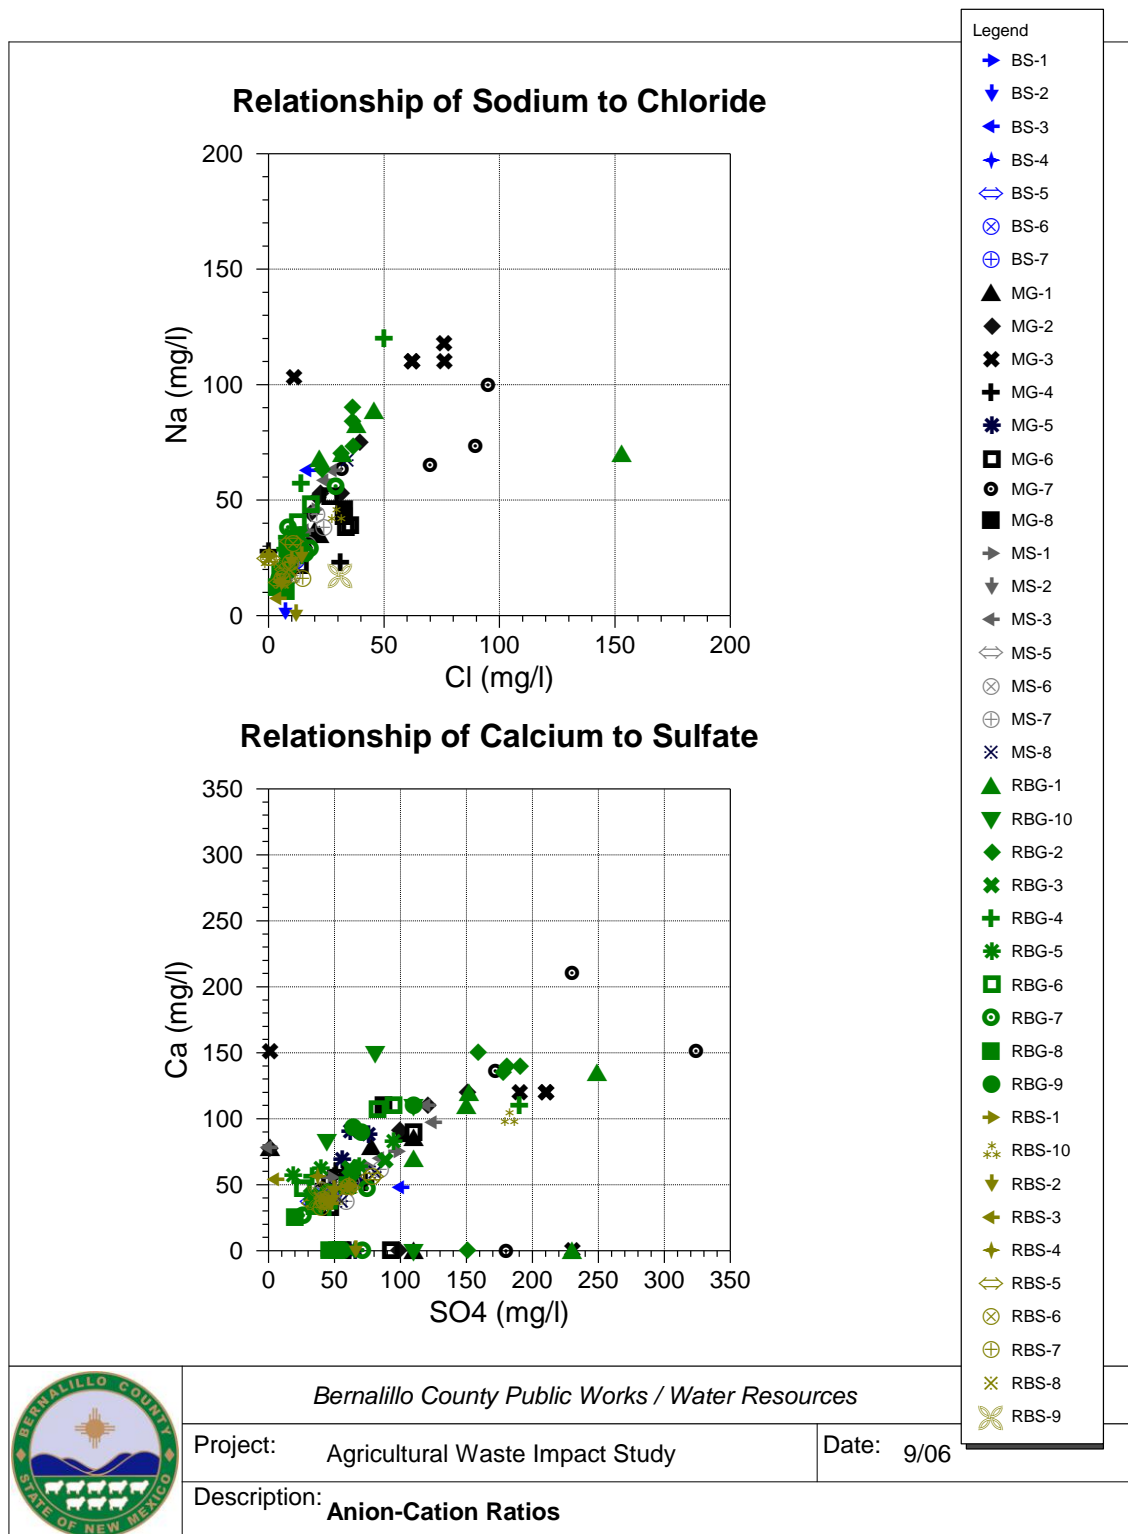 Legend
BS-1
BS-2
BS-3
BS-4
BS-5
BS-6
BS-7
MG-1
MG-2
MG-3
MG-4
MG-5
MG-6
MG-7
MG-8
MS-1
MS-2
MS-3
MS-5
MS-6
MS-7
MS-8
RBG-1
RBG-10
RBG-2
RBG-3
RBG-4
RBG-5
RBG-6
RBG-7
RBG-8
RBG-9
RBS-1
RBS-10
RBS-2
RBS-3
RBS-4
RBS-5
RBS-6
RBS-7
RBS-8
RBS-9
Relationship of Sodium to Chloride
200
150
100
50
0
Na (mg/l)
0 50 100 150 200
Cl (mg/l)
Relationship of Calcium to Sulfate
350
300
250
200
150
100
50
0
Ca (mg/l)
0 50 100 150 200 250 300 350
SO4 (mg/l)
BERNALILLO COUNTY
STATE OF NEW MEXICO
Bernalillo County Public Works / Water Resources
Project: Agricultural Waste Impact Study
Date: 9/06
Description: Anion-Cation Ratios